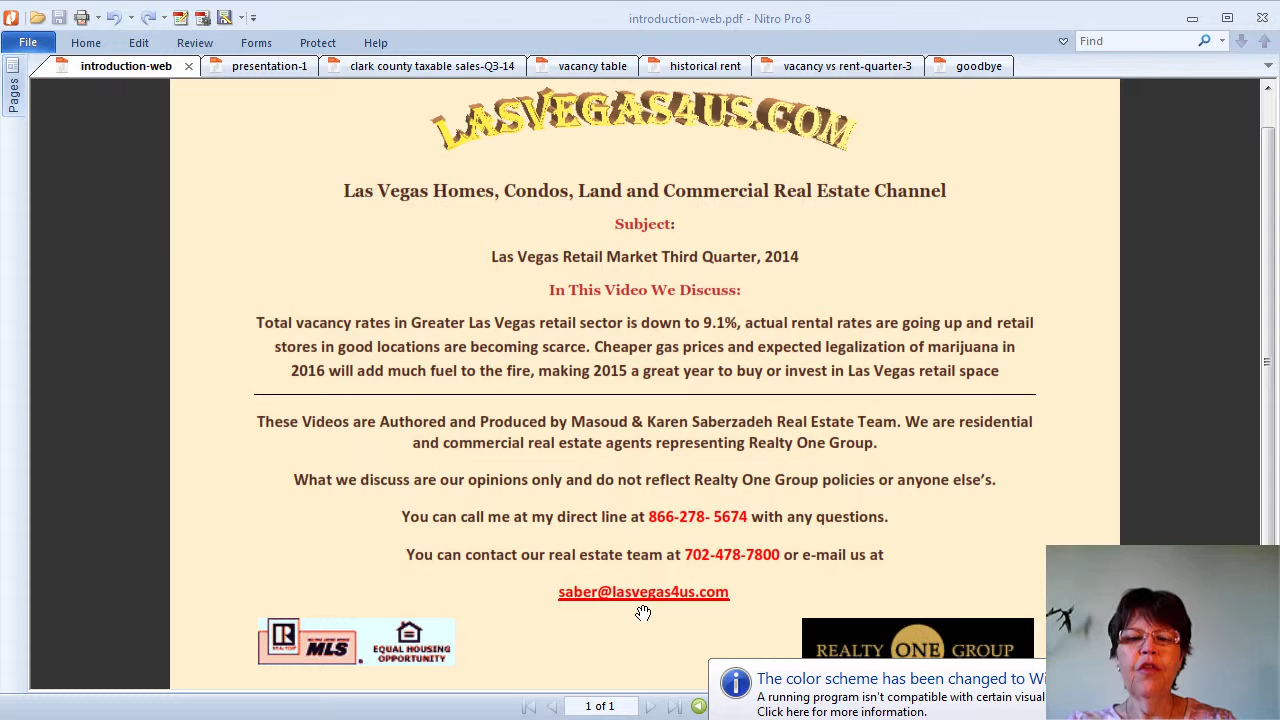 introduction-web.pdf - Nitro Pro 8
File Home Edit Review Forms Protect Help Find
introduction-web presentation-1 clark county taxable sales-Q3-14 vacancy table historical rent vacancy vs rent-quarter-3 goodbye
Pages
LASVEGAS4US.COM
Las Vegas Homes, Condos, Land and Commercial Real Estate Channel
Subject:
Las Vegas Retail Market Third Quarter, 2014
In This Video We Discuss:
Total vacancy rates in Greater Las Vegas retail sector is down to 9.1%, actual rental rates are going up and retail
stores in good locations are becoming scarce. Cheaper gas prices and expected legalization of marijuana in
2016 will add much fuel to the fire, making 2015 a great year to buy or invest in Las Vegas retail space
These Videos are Authored and Produced by Masoud & Karen Saberzadeh Real Estate Team. We are residential
and commercial real estate agents representing Realty One Group.
What we discuss are our opinions only and do not reflect Realty One Group policies or anyone else’s.
You can call me at my direct line at 866-278- 5674 with any questions.
You can contact our real estate team at 702-478-7800 or e-mail us at
saber@lasvegas4us.com
R
REALTOR
MLS
EQUAL HOUSING
OPPORTUNITY
REALTY ONE GROUP
The color scheme has been changed to Wi
A running program isn't compatible with certain visual
Click here for more information.
1 of 1